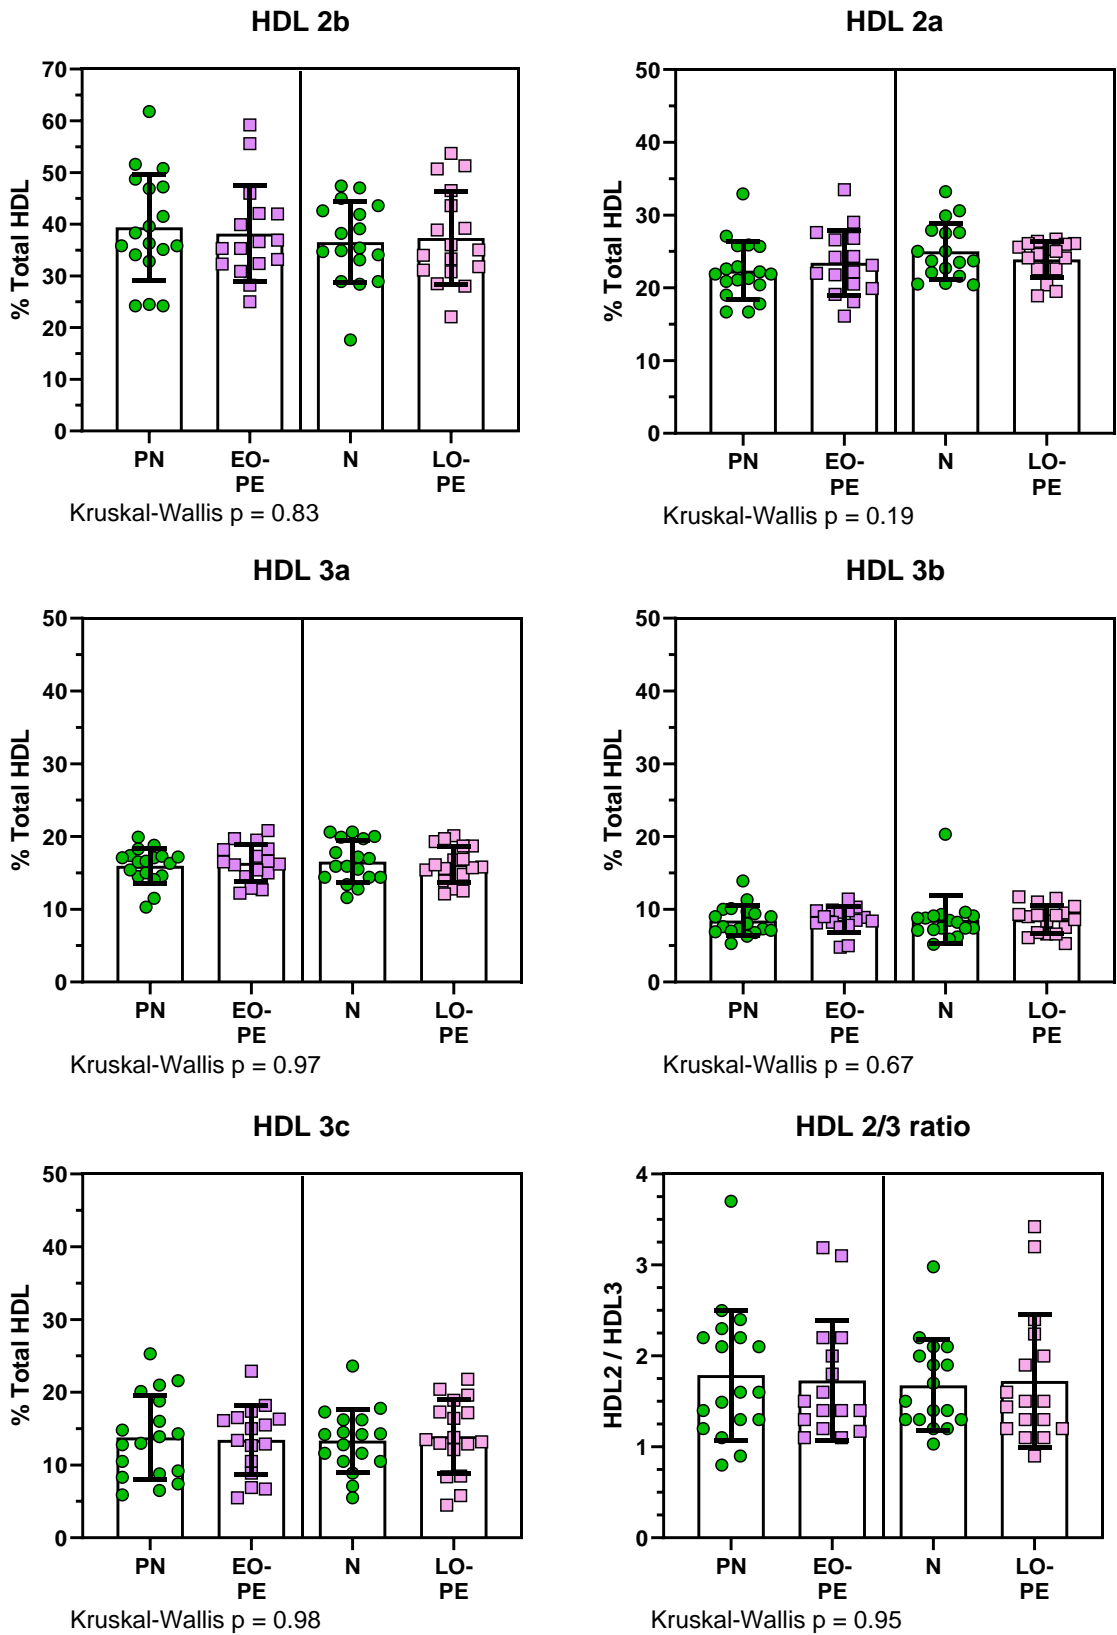 HDL 2b
% Total HDL
70
60
50
40
30
20
10
0
PN
EO-
PE
N
LO-
PE
Kruskal-Wallis p = 0.83
HDL 2a
% Total HDL
50
40
30
20
10
0
PN
EO-
PE
N
LO-
PE
Kruskal-Wallis p = 0.19
HDL 3a
% Total HDL
50
40
30
20
10
0
PN
EO-
PE
N
LO-
PE
Kruskal-Wallis p = 0.97
HDL 3b
% Total HDL
50
40
30
20
10
0
PN
EO-
PE
N
LO-
PE
Kruskal-Wallis p = 0.67
HDL 3c
% Total HDL
50
40
30
20
10
0
PN
EO-
PE
N
LO-
PE
Kruskal-Wallis p = 0.98
HDL 2/3 ratio
HDL2 / HDL3
4
3
2
1
0
PN
EO-
PE
N
LO-
PE
Kruskal-Wallis p = 0.95